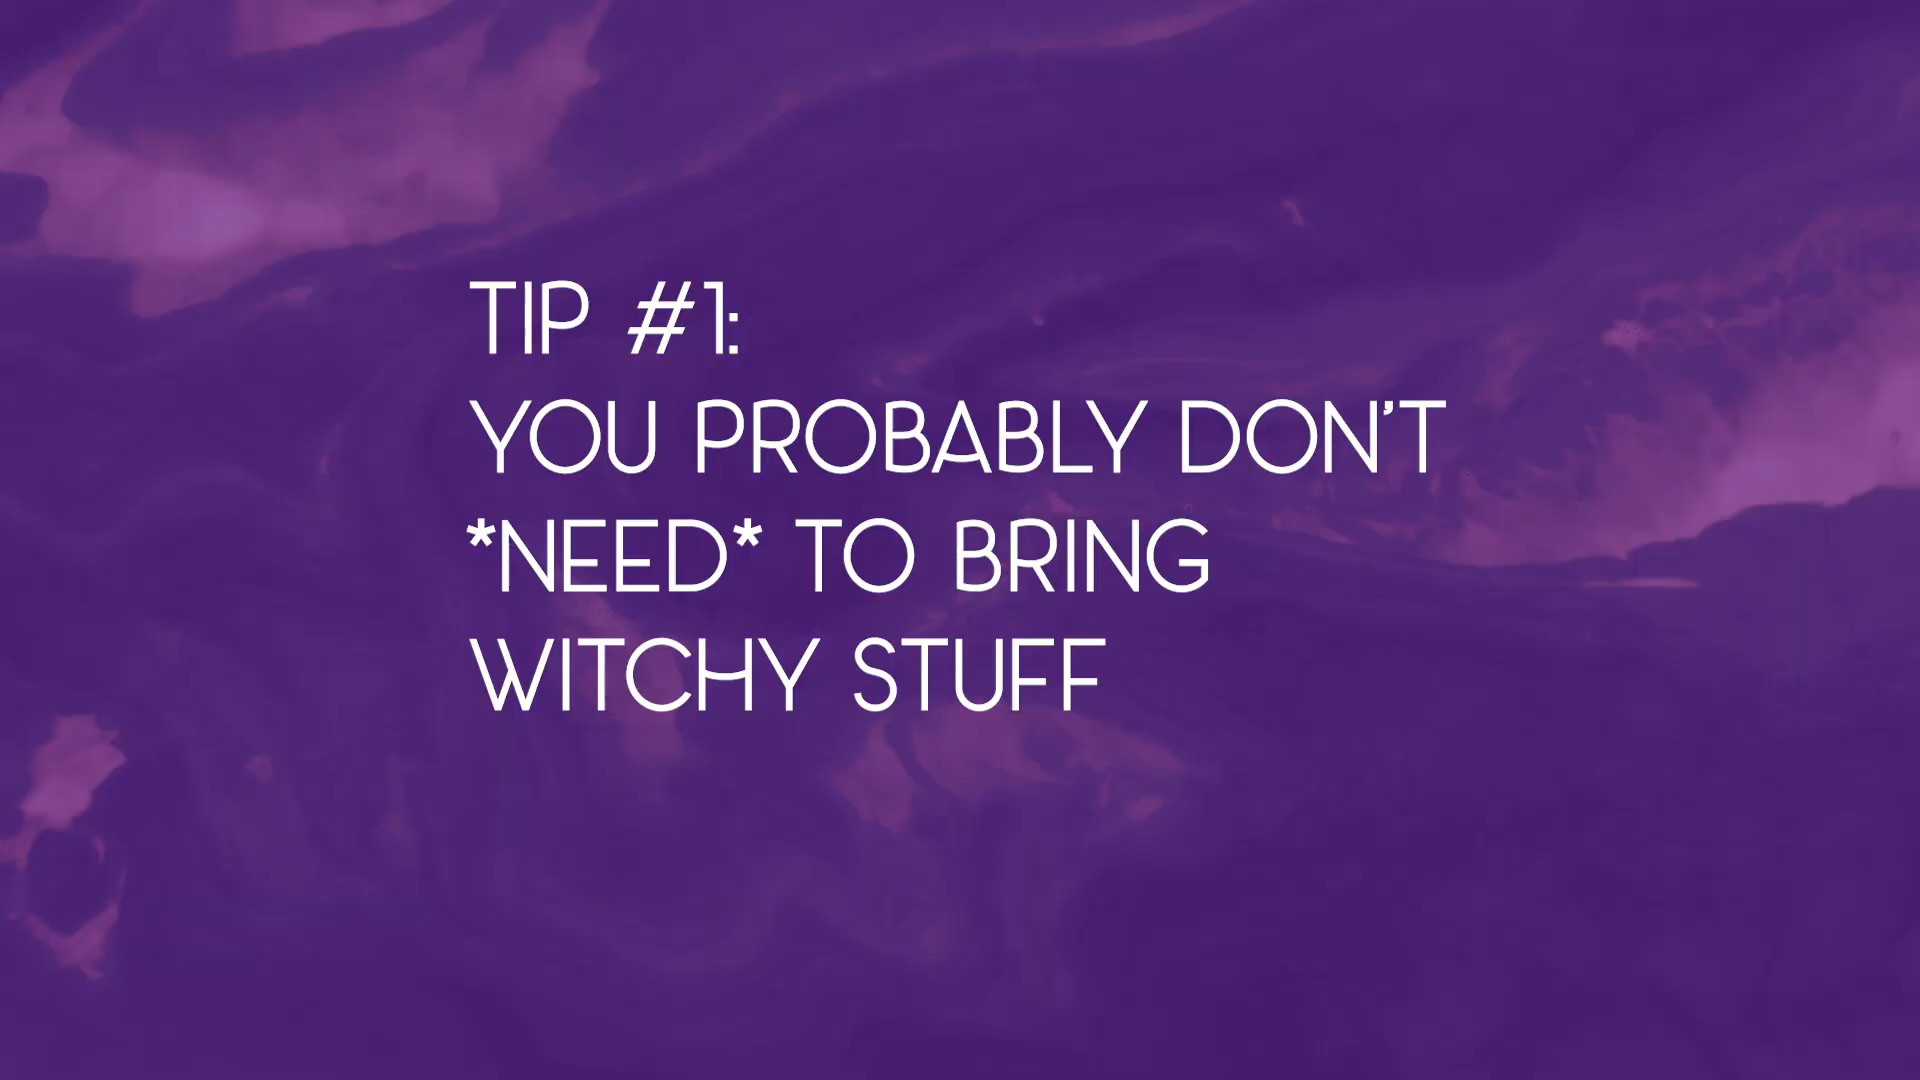 TIP #1:
YOU PROBABLY DON'T
*NEED* TO BRING
WITCHY STUFF